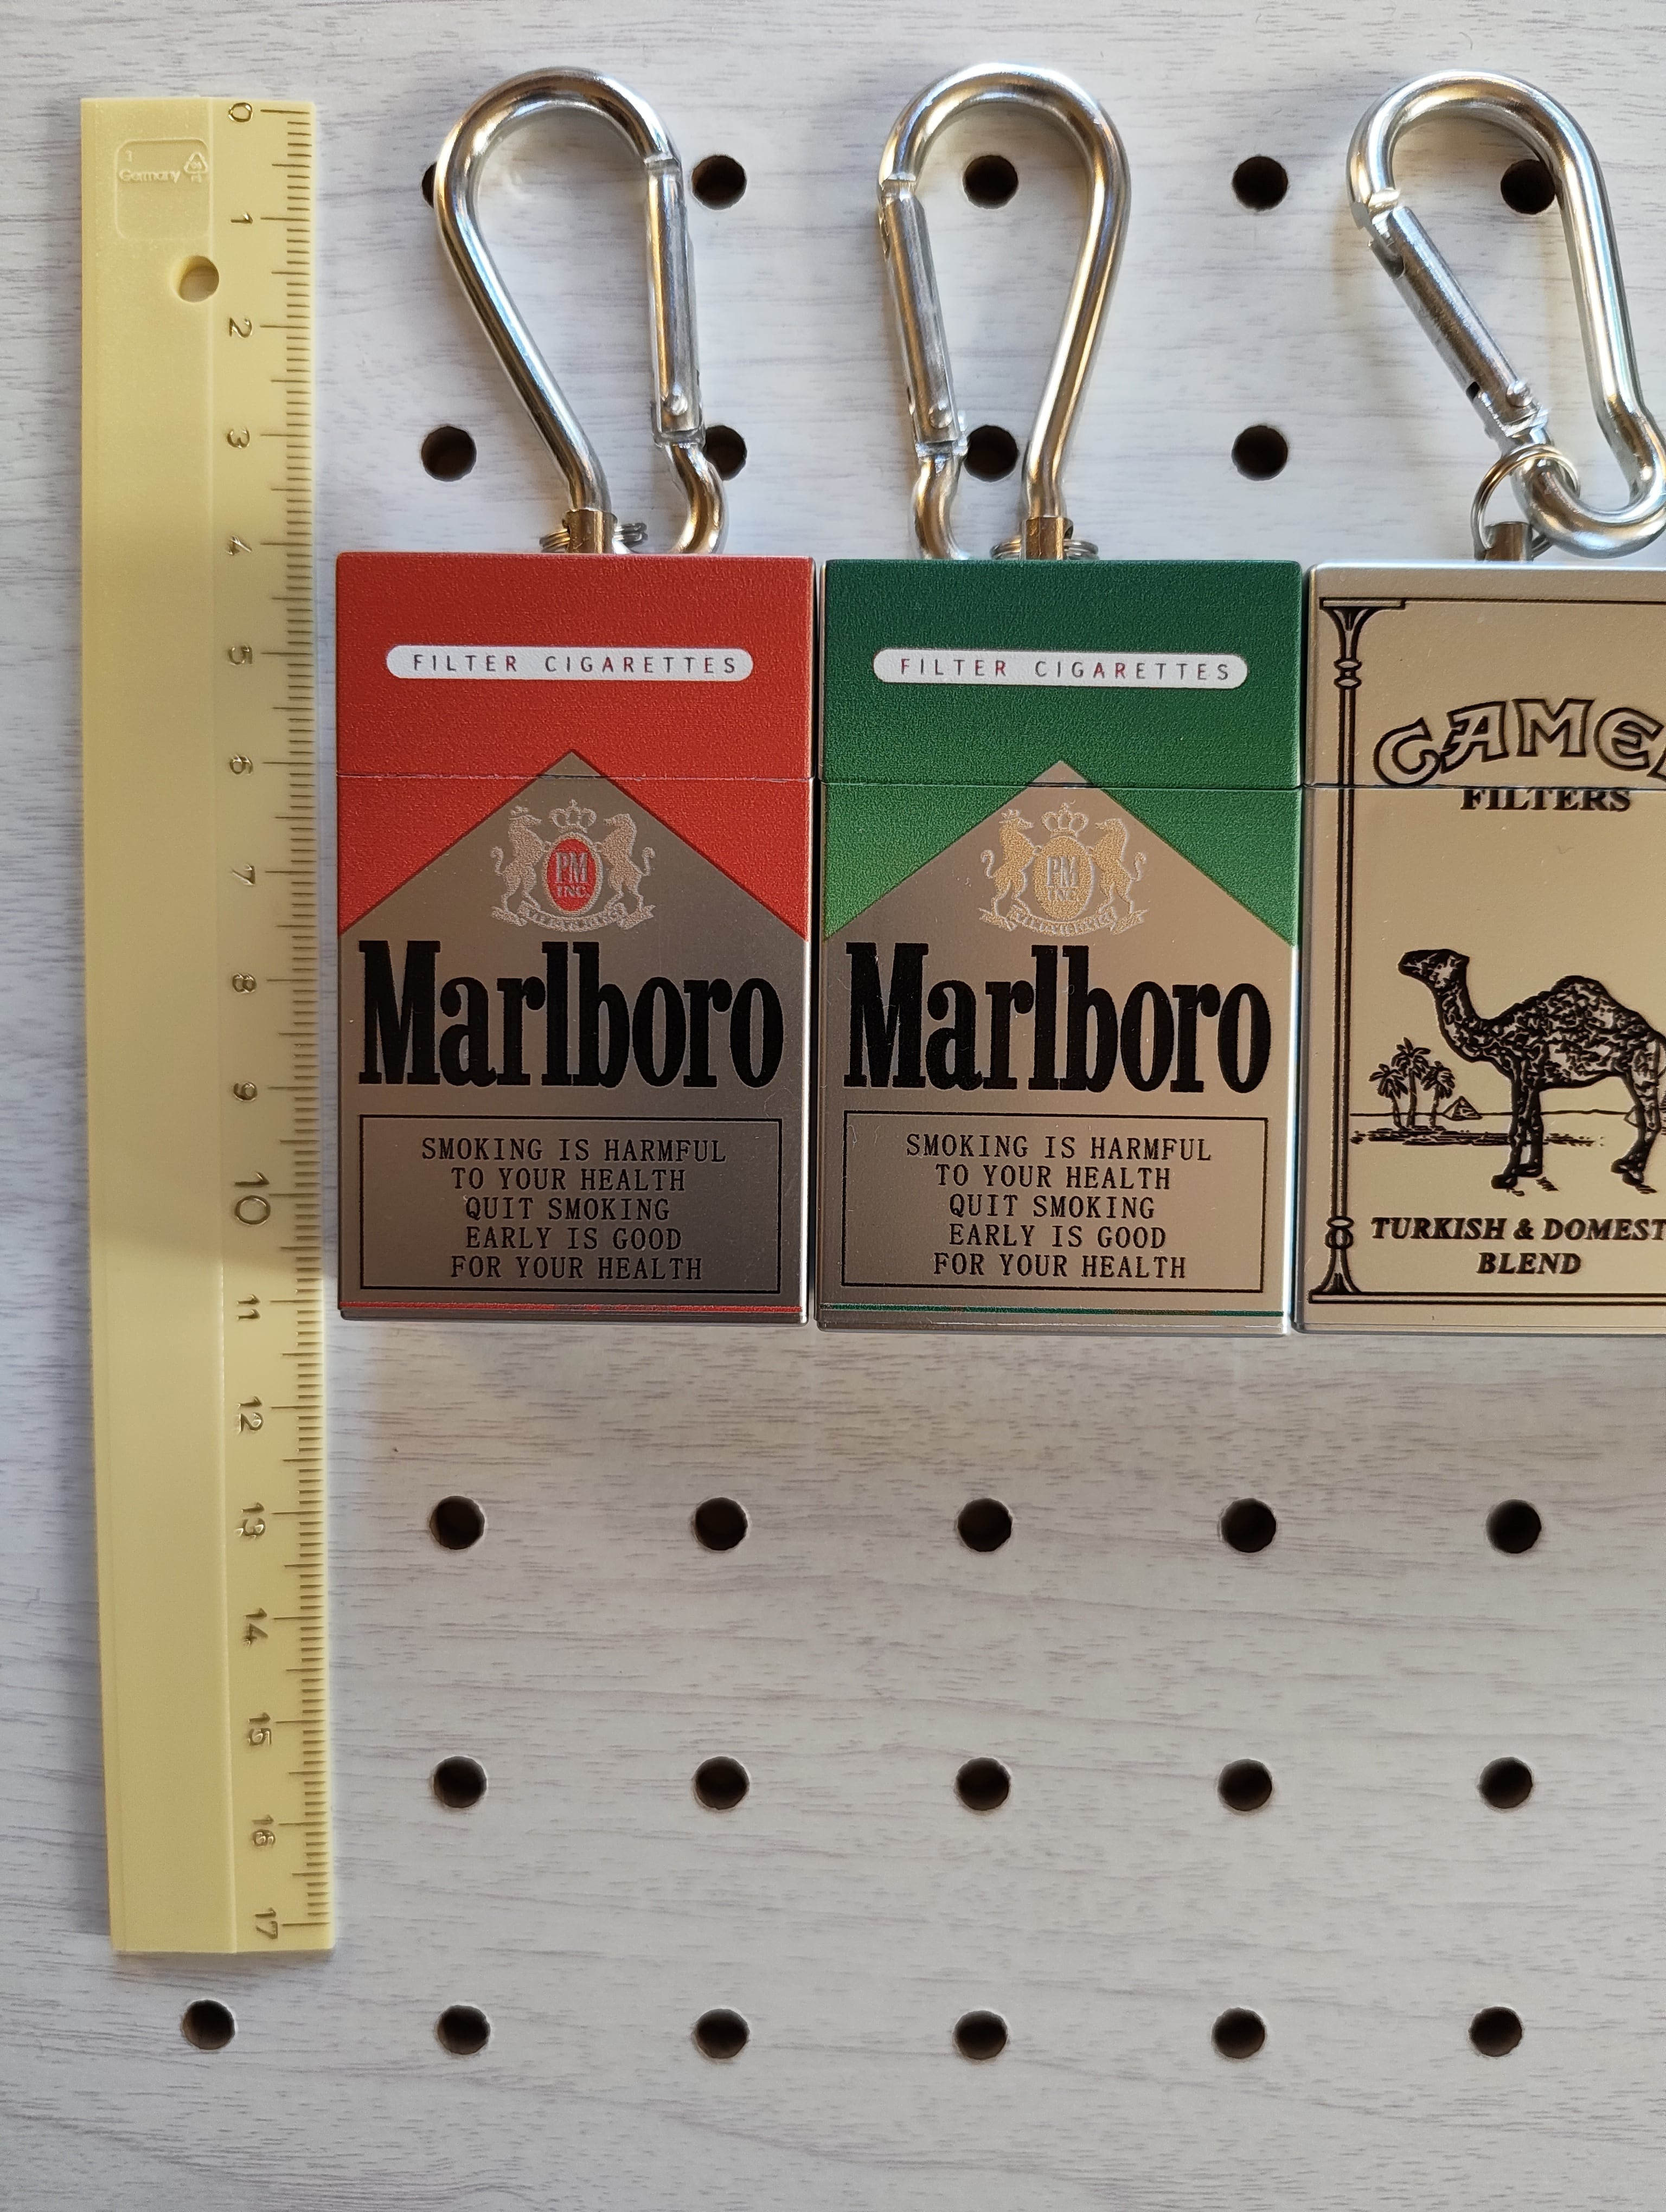 Germany
0
1
2
3
4
5
6
7
8
9
10
11
12
13
14
15
16
17
FILTER CIGARETTES
PM
INC.
Marlboro
SMOKING IS HARMFUL
TO YOUR HEALTH
QUIT SMOKING
EARLY IS GOOD
FOR YOUR HEALTH
FILTER CIGARETTES
PM
INC.
Marlboro
SMOKING IS HARMFUL
TO YOUR HEALTH
QUIT SMOKING
EARLY IS GOOD
FOR YOUR HEALTH
CAMEL
FILTERS
TURKISH & DOMEST
BLEND